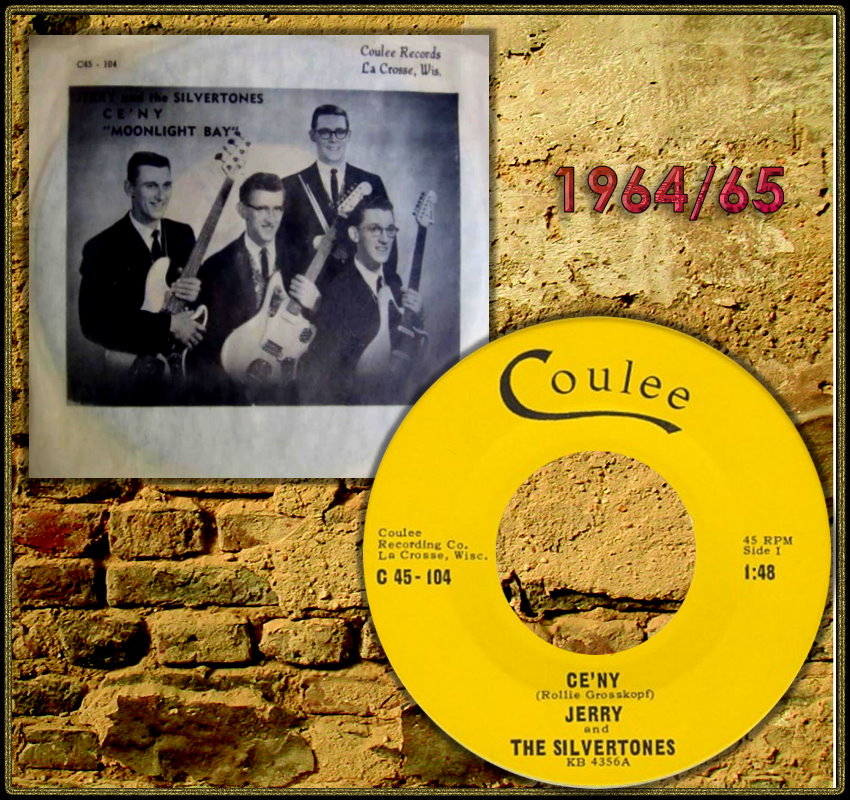 C45 - 104
Coulee Records
La Crosse, Wis.
JERRY and the SILVERTONES
CE'NY
"MOONLIGHT BAY"
1964/65
Coulee
Coulee
Recording Co.
La Crosse, Wisc.
C 45-104
45 RPM
Side I
1:48
CE'NY
(Rollie Grosskopf)
JERRY
and
THE SILVERTONES
KB 4356A